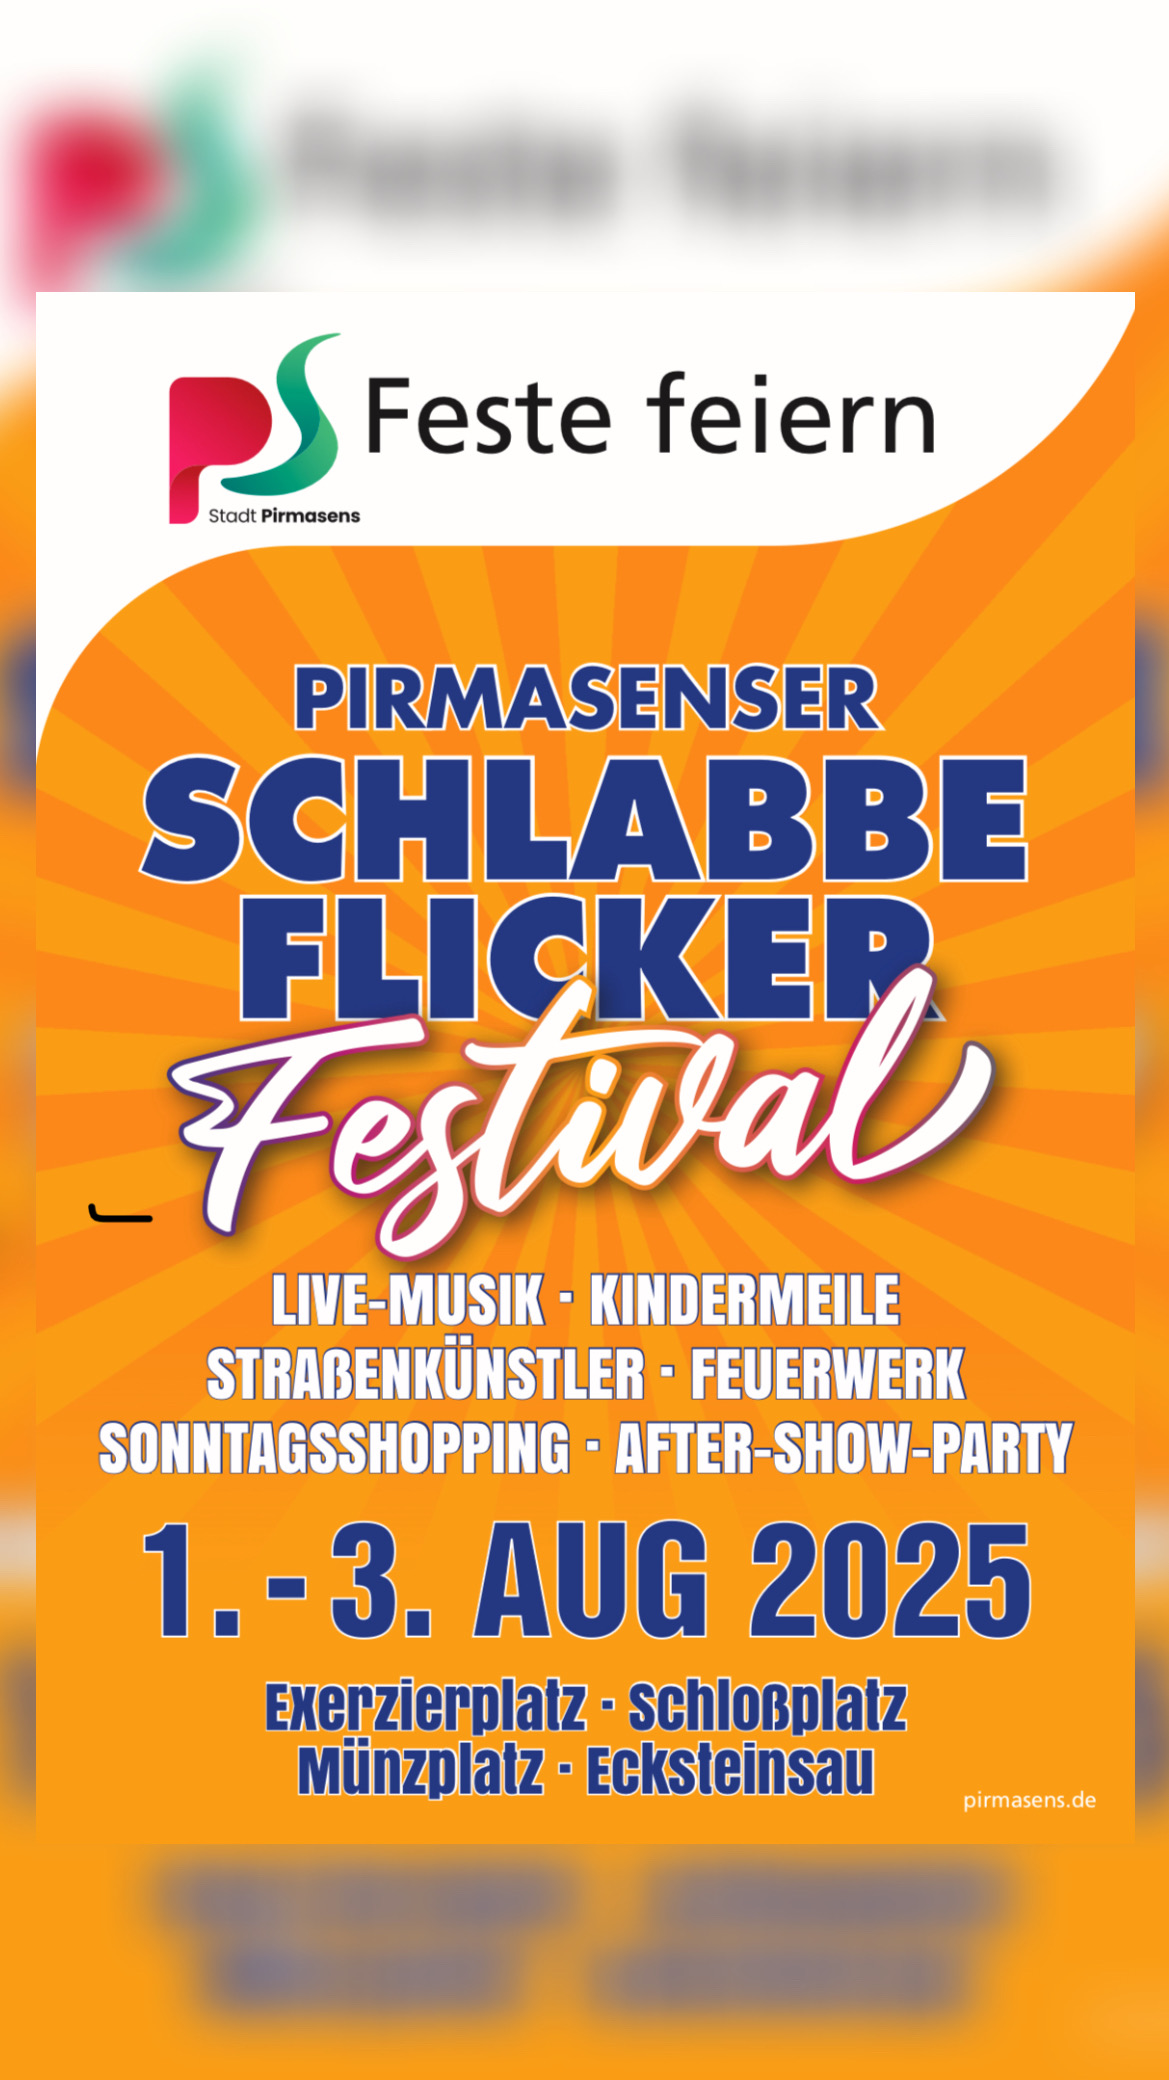 PS Feste feiern
Stadt Pirmasens
PIRMASENSER
SCHLABBE
FLICKER
Festival
LIVE-MUSIK · KINDERMEILE
STRAßENKÜNSTLER · FEUERWERK
SONNTAGSSHOPPING · AFTER-SHOW-PARTY
1. - 3. AUG 2025
Exerzierplatz · Schloßplatz
Münzplatz · Ecksteinsau
pirmasens.de